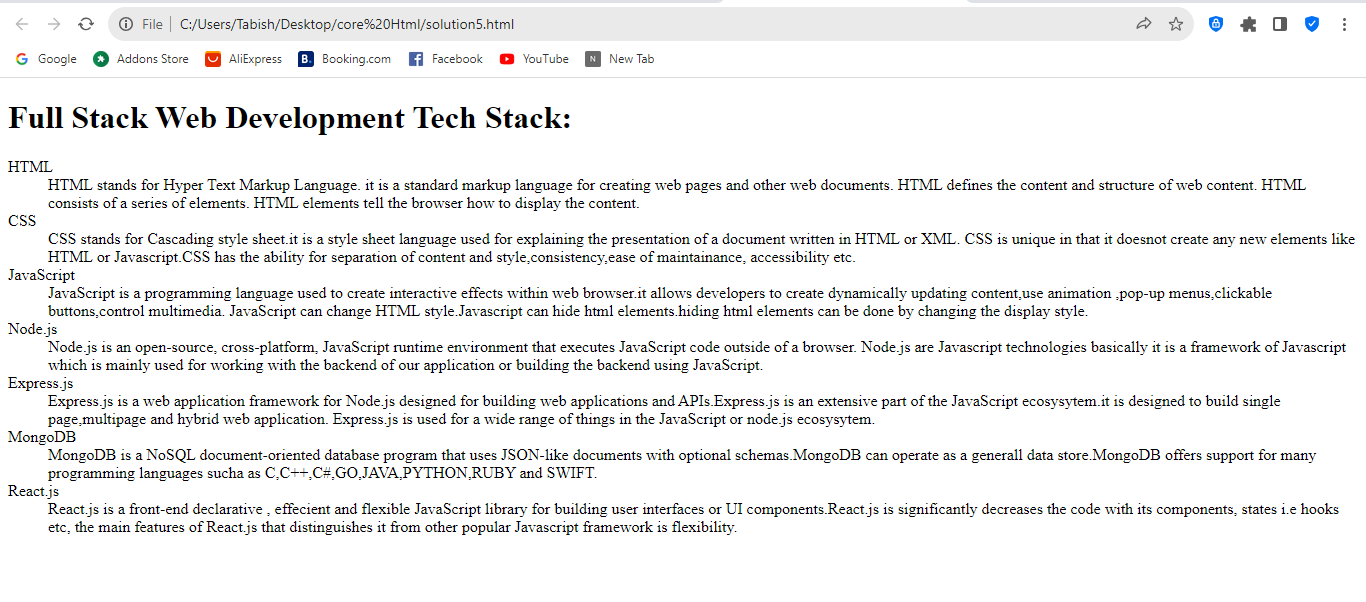 File C:/Users/Tabish/Desktop/core%20Html/solution5.html
Google Addons Store AliExpress B. Booking.com Facebook YouTube N New Tab
Full Stack Web Development Tech Stack:
HTML
HTML stands for Hyper Text Markup Language. it is a standard markup language for creating web pages and other web documents. HTML defines the content and structure of web content. HTML
consists of a series of elements. HTML elements tell the browser how to display the content.
CSS
CSS stands for Cascading style sheet.it is a style sheet language used for explaining the presentation of a document written in HTML or XML. CSS is unique in that it doesnot create any new elements like
HTML or Javascript.CSS has the ability for separation of content and style,consistency,ease of maintainance, accessibility etc.
JavaScript
JavaScript is a programming language used to create interactive effects within web browser.it allows developers to create dynamically updating content,use animation ,pop-up menus,clickable
buttons,control multimedia. JavaScript can change HTML style.Javascript can hide html elements.hiding html elements can be done by changing the display style.
Node.js
Node.js is an open-source, cross-platform, JavaScript runtime environment that executes JavaScript code outside of a browser. Node.js are Javascript technologies basically it is a framework of Javascript
which is mainly used for working with the backend of our application or building the backend using JavaScript.
Express.js
Express.js is a web application framework for Node.js designed for building web applications and APIs.Express.js is an extensive part of the JavaScript ecosysytem.it is designed to build single
page,multipage and hybrid web application. Express.js is used for a wide range of things in the JavaScript or node.js ecosysytem.
MongoDB
MongoDB is a NoSQL document-oriented database program that uses JSON-like documents with optional schemas.MongoDB can operate as a generall data store.MongoDB offers support for many
programming languages sucha as C,C++,C#,GO,JAVA,PYTHON,RUBY and SWIFT.
React.js
React.js is a front-end declarative , effecient and flexible JavaScript library for building user interfaces or UI components.React.js is significantly decreases the code with its components, states i.e hooks
etc, the main features of React.js that distinguishes it from other popular Javascript framework is flexibility.